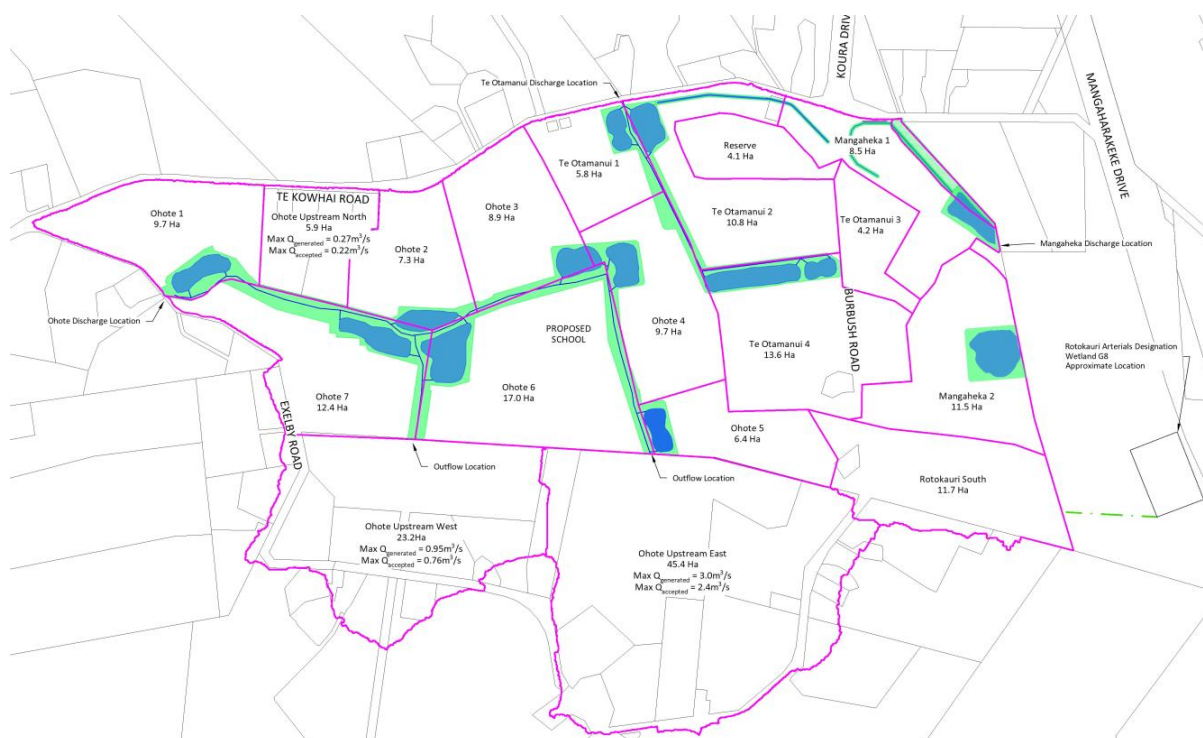 KOURA DRIVE
MANGAHARAKEKE DRIVE
Te Otamanui Discharge Location
Mangaheka 1
8.5 Ha
Reserve
4.1 Ha
Te Otamanui 1
5.8 Ha
TE KOWHAI ROAD
Ohote Upstream North
5.9 Ha
Max Qgenerated = 0.27m³/s
Max Qaccepted = 0.22m³/s
Ohote 3
8.9 Ha
Ohote 1
9.7 Ha
Te Otamanui 2
10.8 Ha
Te Otamanui 3
4.2 Ha
Ohote 2
7.3 Ha
Mangaheka Discharge Location
Ohote Discharge Location
PROPOSED
SCHOOL
Ohote 4
9.7 Ha
BURBUSH ROAD
Te Otamanui 4
13.6 Ha
Rotokauri Arterials Designation
Wetland G8
Approximate Location
Ohote 6
17.0 Ha
Ohote 7
12.4 Ha
EXELBY ROAD
Mangaheka 2
11.5 Ha
Ohote 5
6.4 Ha
Outflow Location
Outflow Location
Rotokauri South
11.7 Ha
Ohote Upstream West
23.2Ha
Max Qgenerated = 0.95m³/s
Max Qaccepted = 0.76m³/s
Ohote Upstream East
45.4 Ha
Max Qgenerated = 3.0m³/s
Max Qaccepted = 2.4m³/s